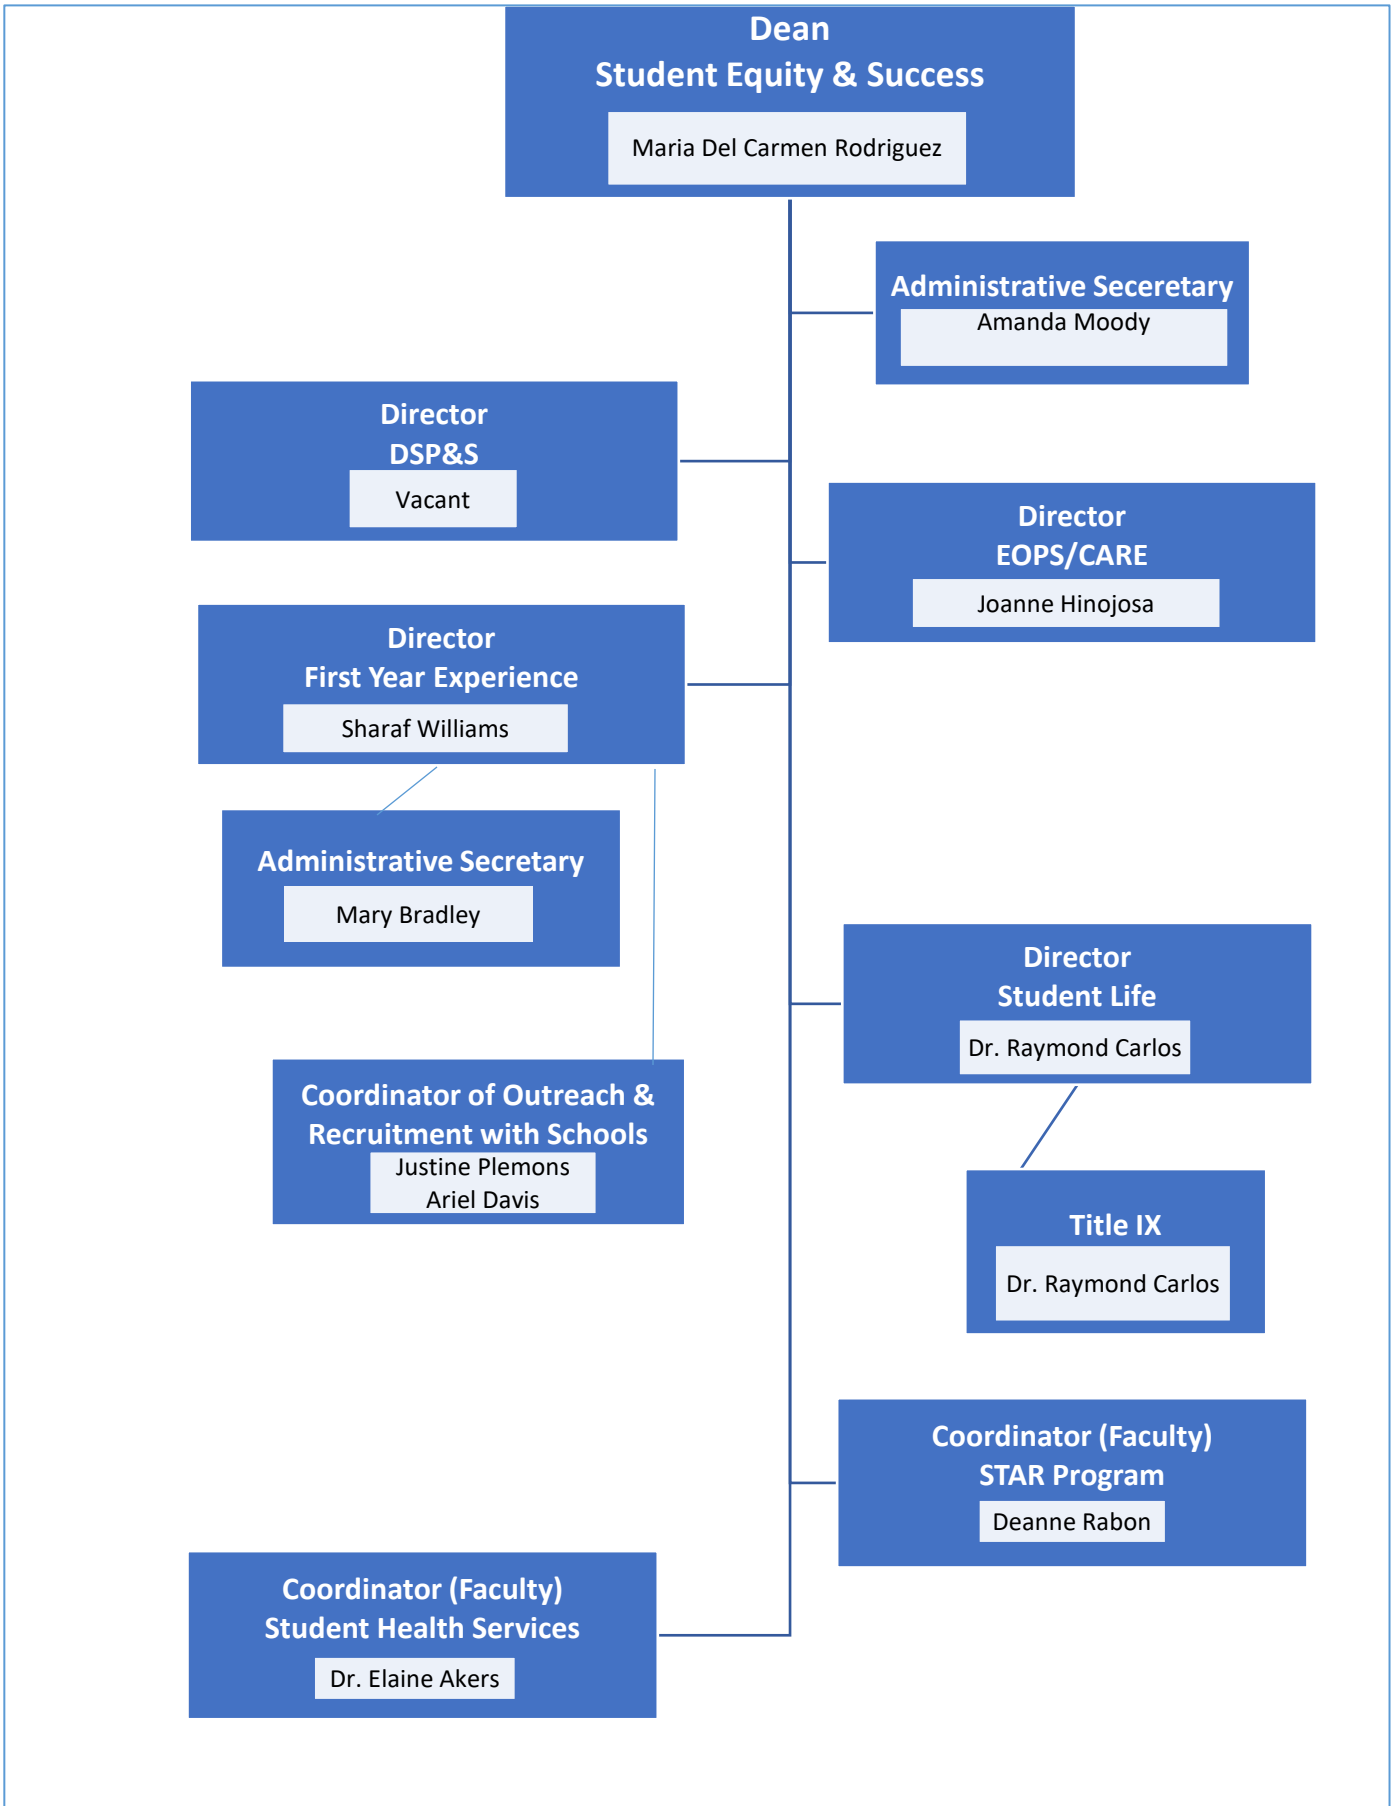 Dean
Student Equity & Success
Maria Del Carmen Rodriguez
Administrative Seceretary
Amanda Moody
Director
DSP&S
Vacant
Director
EOPS/CARE
Joanne Hinojosa
Director
First Year Experience
Sharaf Williams
Administrative Secretary
Mary Bradley
Director
Student Life
Dr. Raymond Carlos
Coordinator of Outreach &
Recruitment with Schools
Justine Plemons
Ariel Davis
Title IX
Dr. Raymond Carlos
Coordinator (Faculty)
STAR Program
Deanne Rabon
Coordinator (Faculty)
Student Health Services
Dr. Elaine Akers